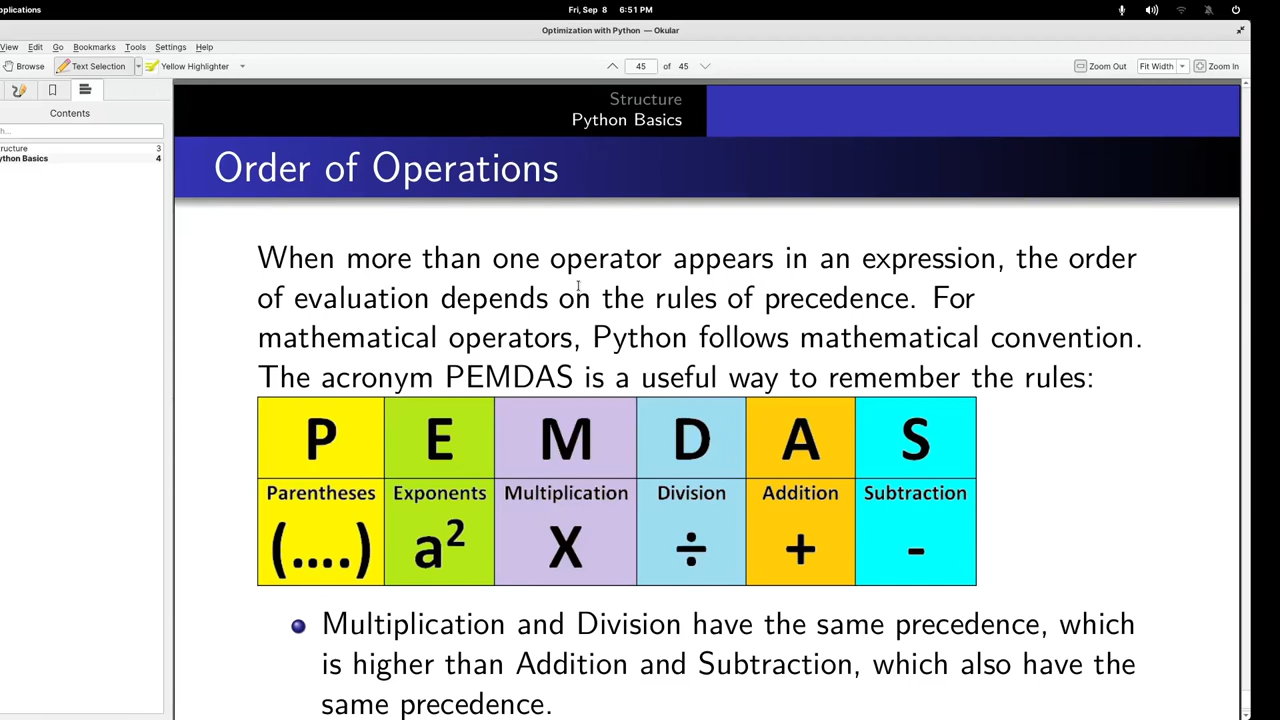 pplications
Fri, Sep 8 6:51 PM
Optimization with Python — Okular
View Edit Go Bookmarks Tools Settings Help
Browse Text Selection Yellow Highlighter 45 of 45 Zoom Out Fit Width Zoom In
Contents
h...
ructure 3
ython Basics 4
Structure
Python Basics
Order of Operations
When more than one operator appears in an expression, the order
of evaluation depends on the rules of precedence. For
mathematical operators, Python follows mathematical convention.
The acronym PEMDAS is a useful way to remember the rules:
P E M D A S
Parentheses Exponents Multiplication Division Addition Subtraction
(....) a² X ÷ + -
Multiplication and Division have the same precedence, which
is higher than Addition and Subtraction, which also have the
same precedence.